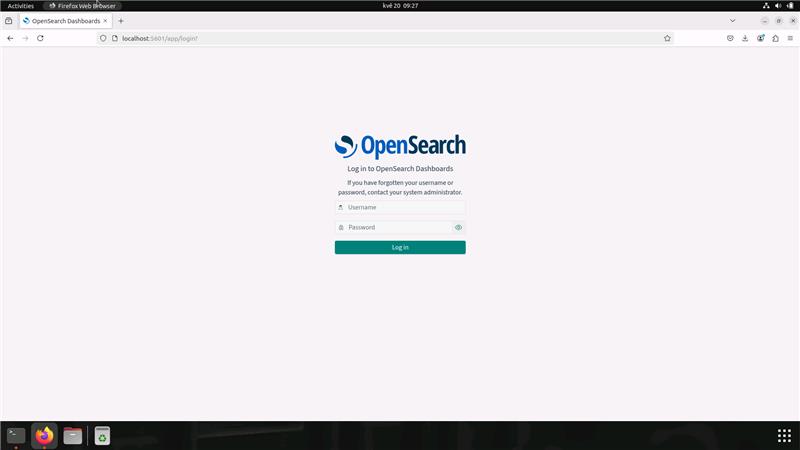 Activities
Firefox Web Browser
kvě 20 09:27
OpenSearch Dashboards
localhost:5601/app/login?
OpenSearch
Log in to OpenSearch Dashboards
If you have forgotten your username or
password, contact your system administrator.
Username
Password
Log in